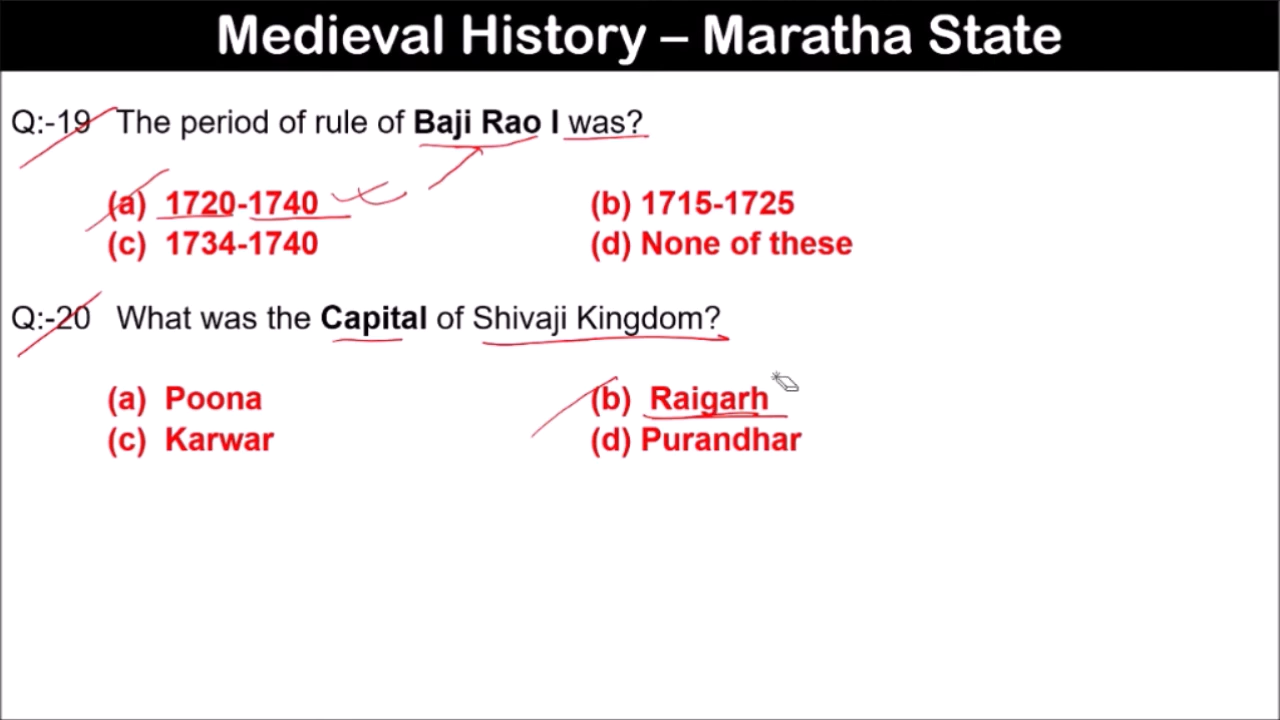 Medieval History – Maratha State
Q:-19 The period of rule of Baji Rao I was?
(a) 1720-1740 (b) 1715-1725
(c) 1734-1740 (d) None of these
Q:-20 What was the Capital of Shivaji Kingdom?
(a) Poona (b) Raigarh
(c) Karwar (d) Purandhar